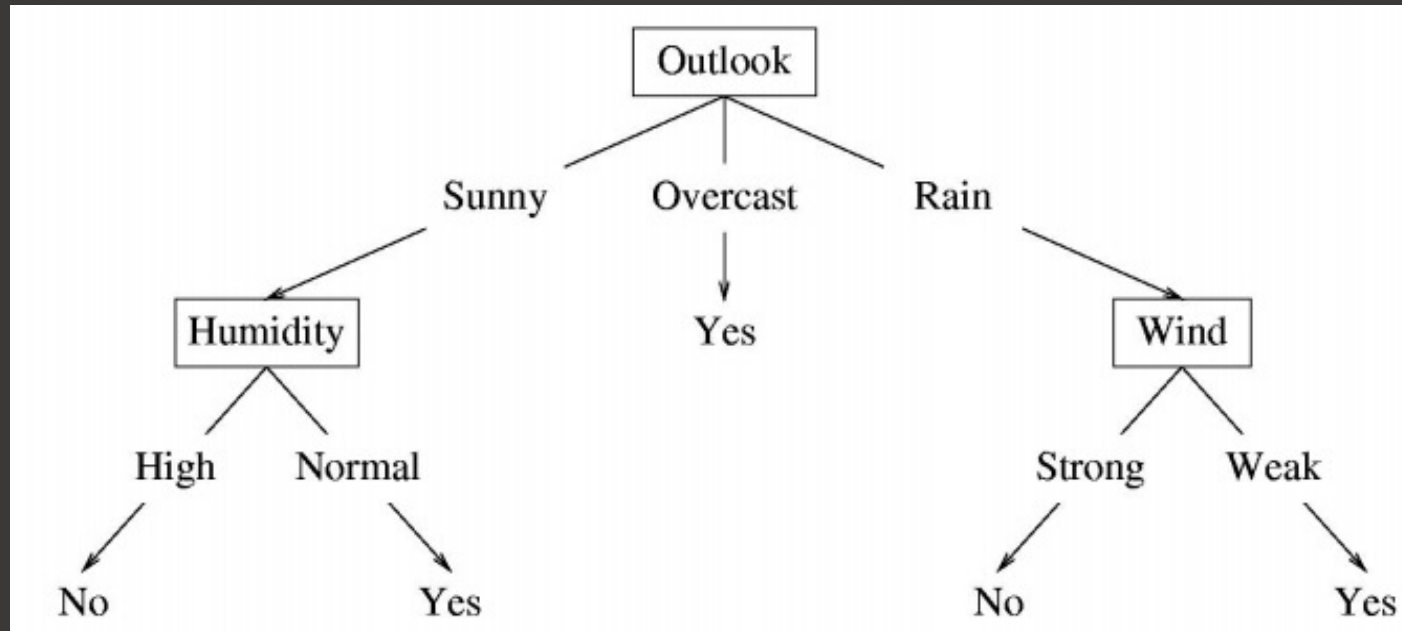 Outlook
Sunny Overcast Rain
Humidity Yes Wind
High Normal Strong Weak
No Yes No Yes